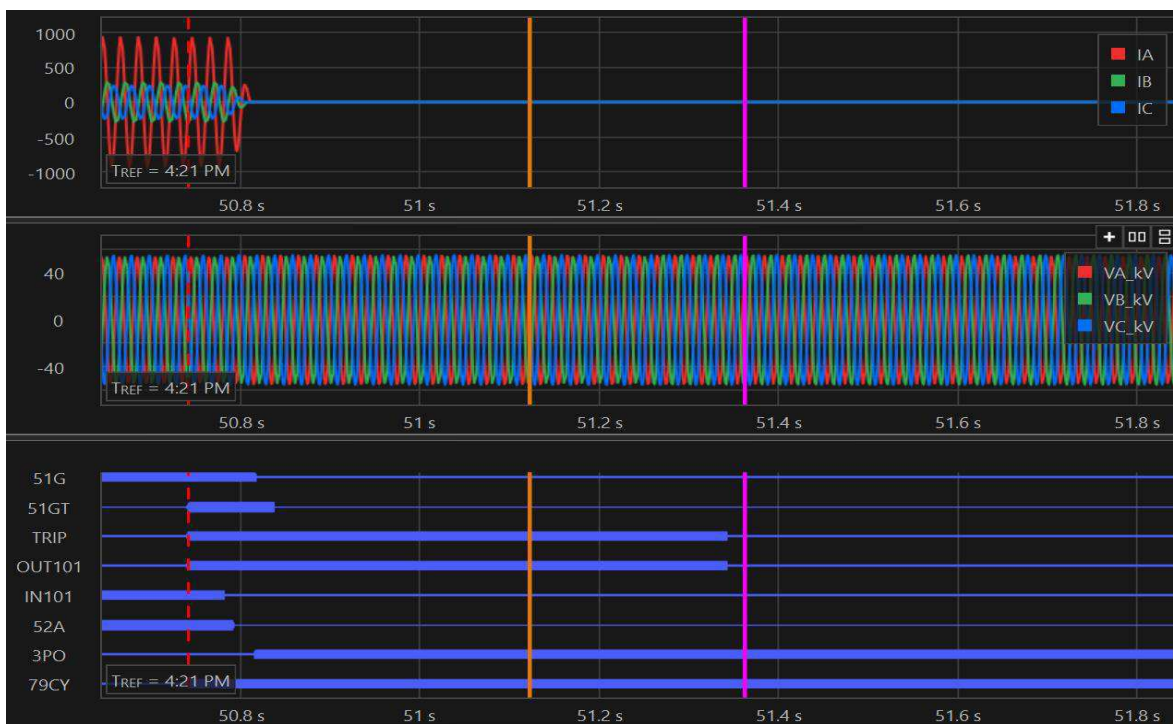 1000
500
0
-500
-1000
IA
IB
IC
TREF = 4:21 PM
50.8 s
51 s
51.2 s
51.4 s
51.6 s
51.8 s
40
0
-40
VA_kV
VB_kV
VC_kV
TREF = 4:21 PM
50.8 s
51 s
51.2 s
51.4 s
51.6 s
51.8 s
51G
51GT
TRIP
OUT101
IN101
52A
3PO
79CY
TREF = 4:21 PM
50.8 s
51 s
51.2 s
51.4 s
51.6 s
51.8 s